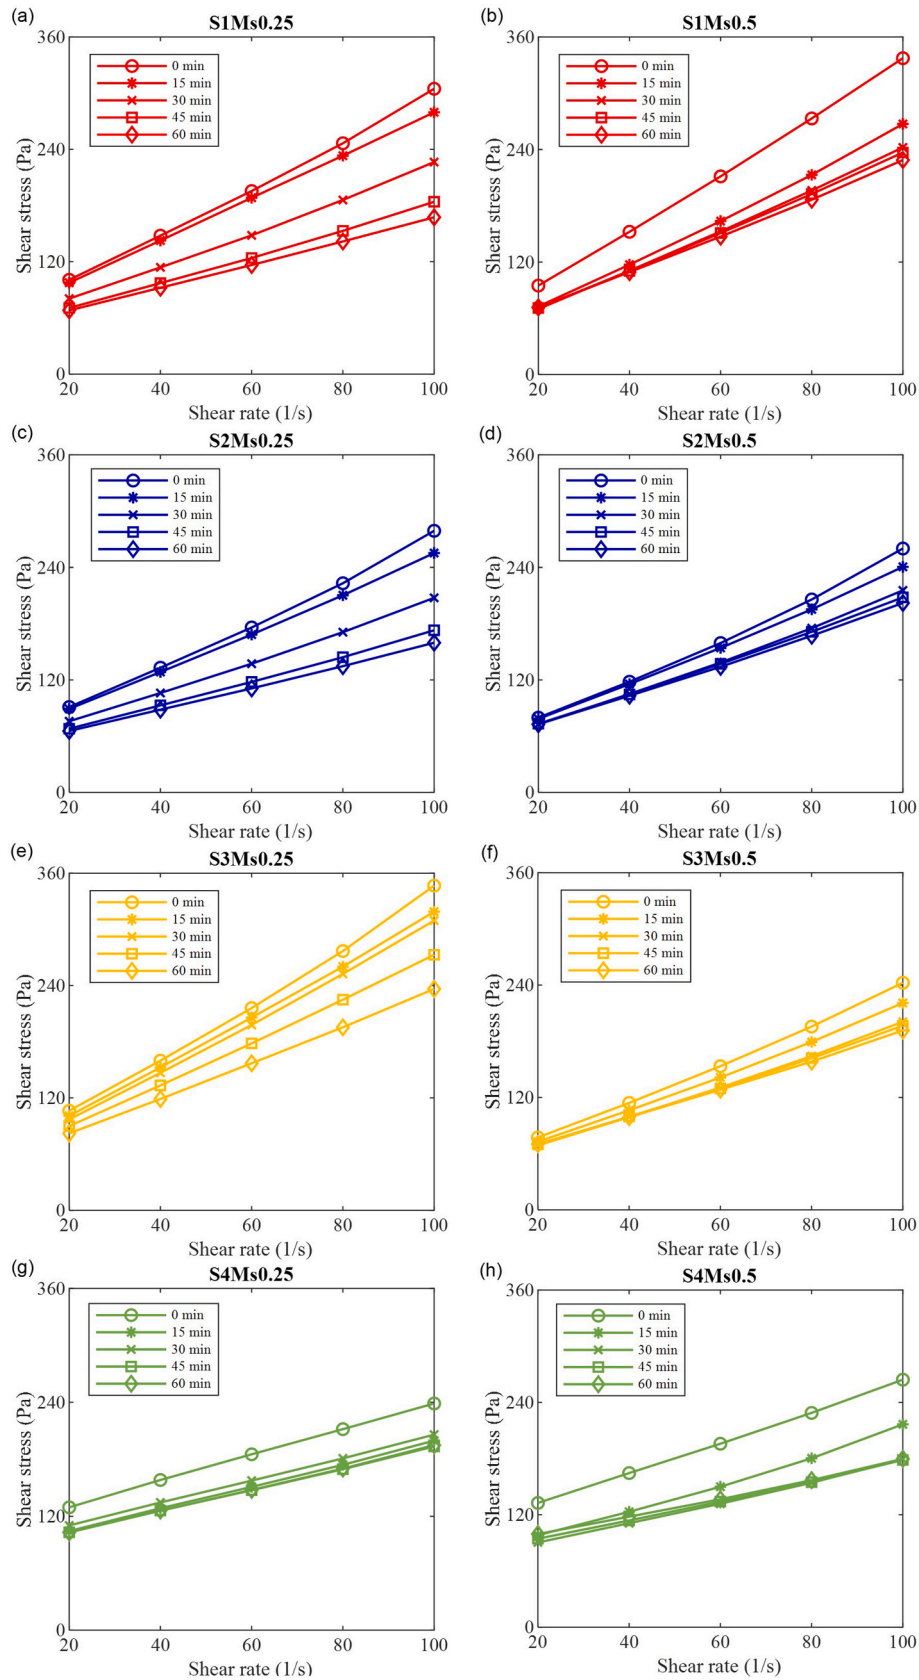 (a)
S1Ms0.25
360
240
120
0
Shear stress (Pa)
0 min
15 min
30 min
45 min
60 min
20 40 60 80 100
Shear rate (1/s)
(b)
S1Ms0.5
360
240
120
0
Shear stress (Pa)
0 min
15 min
30 min
45 min
60 min
20 40 60 80 100
Shear rate (1/s)
(c)
S2Ms0.25
360
240
120
0
Shear stress (Pa)
0 min
15 min
30 min
45 min
60 min
20 40 60 80 100
Shear rate (1/s)
(d)
S2Ms0.5
360
240
120
0
Shear stress (Pa)
0 min
15 min
30 min
45 min
60 min
20 40 60 80 100
Shear rate (1/s)
(e)
S3Ms0.25
360
240
120
0
Shear stress (Pa)
0 min
15 min
30 min
45 min
60 min
20 40 60 80 100
Shear rate (1/s)
(f)
S3Ms0.5
360
240
120
0
Shear stress (Pa)
0 min
15 min
30 min
45 min
60 min
20 40 60 80 100
Shear rate (1/s)
(g)
S4Ms0.25
360
240
120
0
Shear stress (Pa)
0 min
15 min
30 min
45 min
60 min
20 40 60 80 100
Shear rate (1/s)
(h)
S4Ms0.5
360
240
120
0
Shear stress (Pa)
0 min
15 min
30 min
45 min
60 min
20 40 60 80 100
Shear rate (1/s)